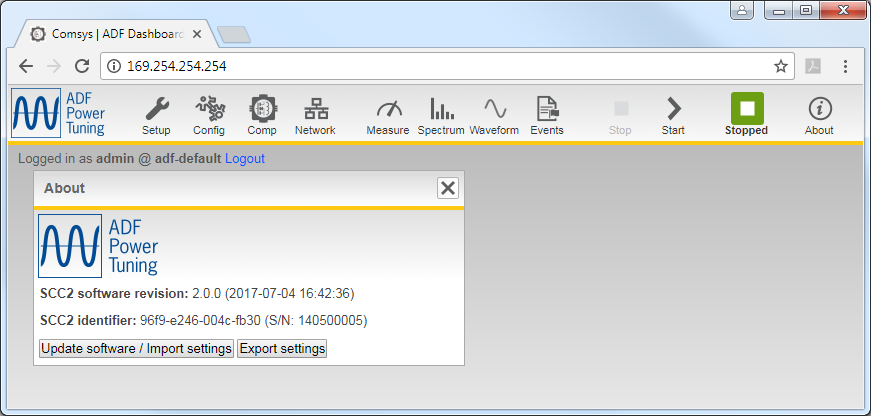 Comsys | ADF Dashboard
169.254.254.254
ADF
Power
Tuning
Setup Config Comp Network Measure Spectrum Waveform Events Stop Start Stopped About
Logged in as admin @ adf-default Logout
About
ADF
Power
Tuning
SCC2 software revision: 2.0.0 (2017-07-04 16:42:36)
SCC2 identifier: 96f9-e246-004c-fb30 (S/N: 140500005)
Update software / Import settings Export settings